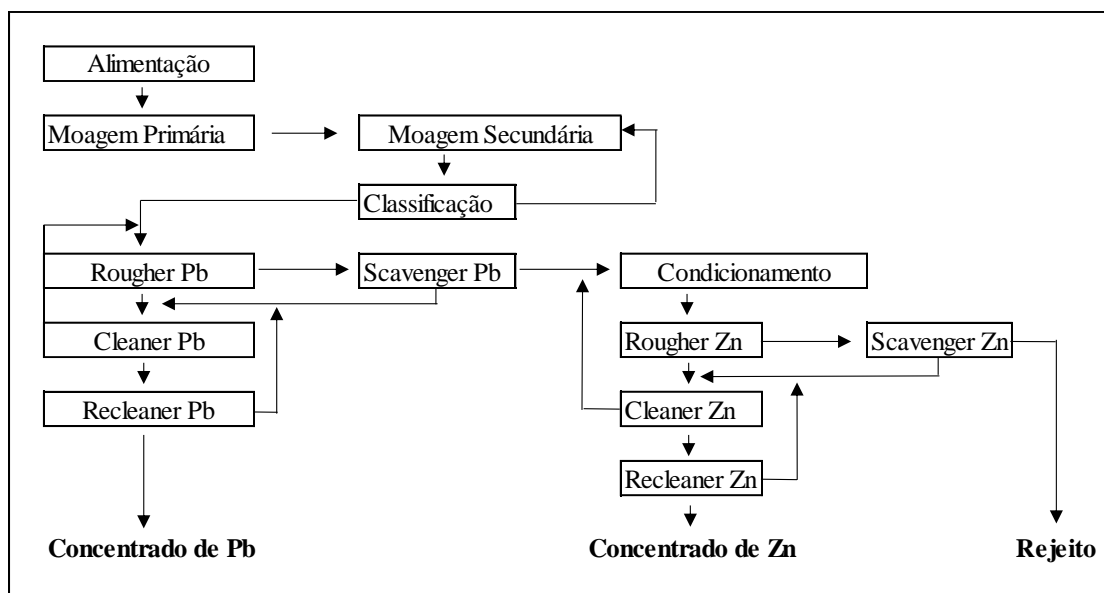 Alimentação
Moagem Primária
Moagem Secundária
Classificação
Rougher Pb
Scavenger Pb
Condicionamento
Cleaner Pb
Rougher Zn
Scavenger Zn
Recleaner Pb
Cleaner Zn
Recleaner Zn
Concentrado de Pb
Concentrado de Zn
Rejeito